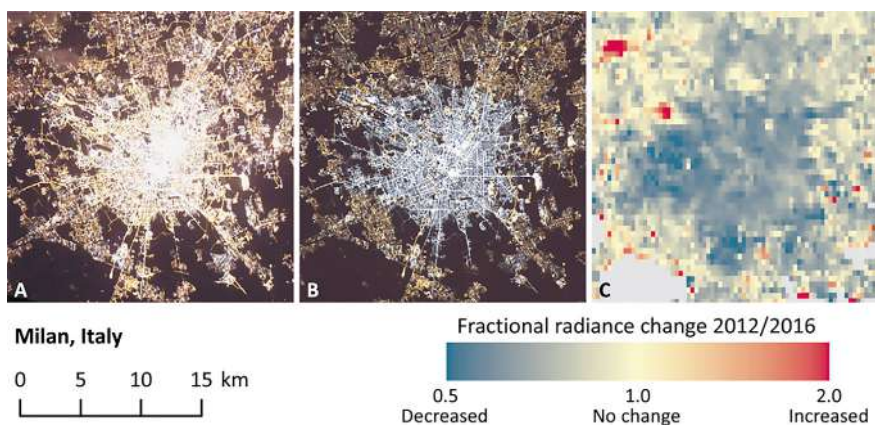 A
B
C
Milan, Italy
0 5 10 15 km
Fractional radiance change 2012/2016
0.5 1.0 2.0
Decreased No change Increased